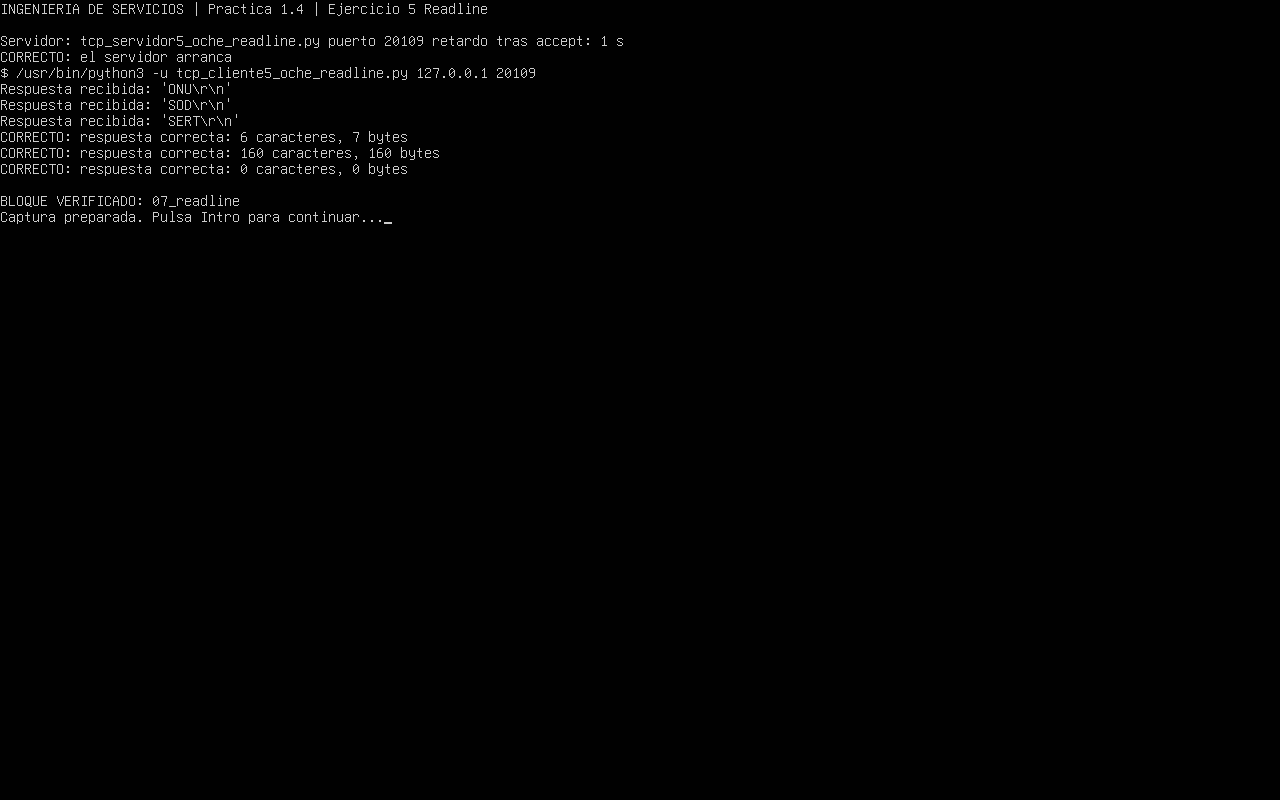 INGENIERIA DE SERVICIOS | Practica 1.4 | Ejercicio 5 Readline
Servidor: tcp_servidor5_oche_readline.py puerto 20109 retardo tras accept: 1 s
CORRECTO: el servidor arranca
$ /usr/bin/python3 -u tcp_cliente5_oche_readline.py 127.0.0.1 20109
Respuesta recibida: 'ONU\r\n'
Respuesta recibida: 'SOD\r\n'
Respuesta recibida: 'SERT\r\n'
CORRECTO: respuesta correcta: 6 caracteres, 7 bytes
CORRECTO: respuesta correcta: 160 caracteres, 160 bytes
CORRECTO: respuesta correcta: 0 caracteres, 0 bytes
BLOQUE VERIFICADO: 07_readline
Captura preparada. Pulsa Intro para continuar..._